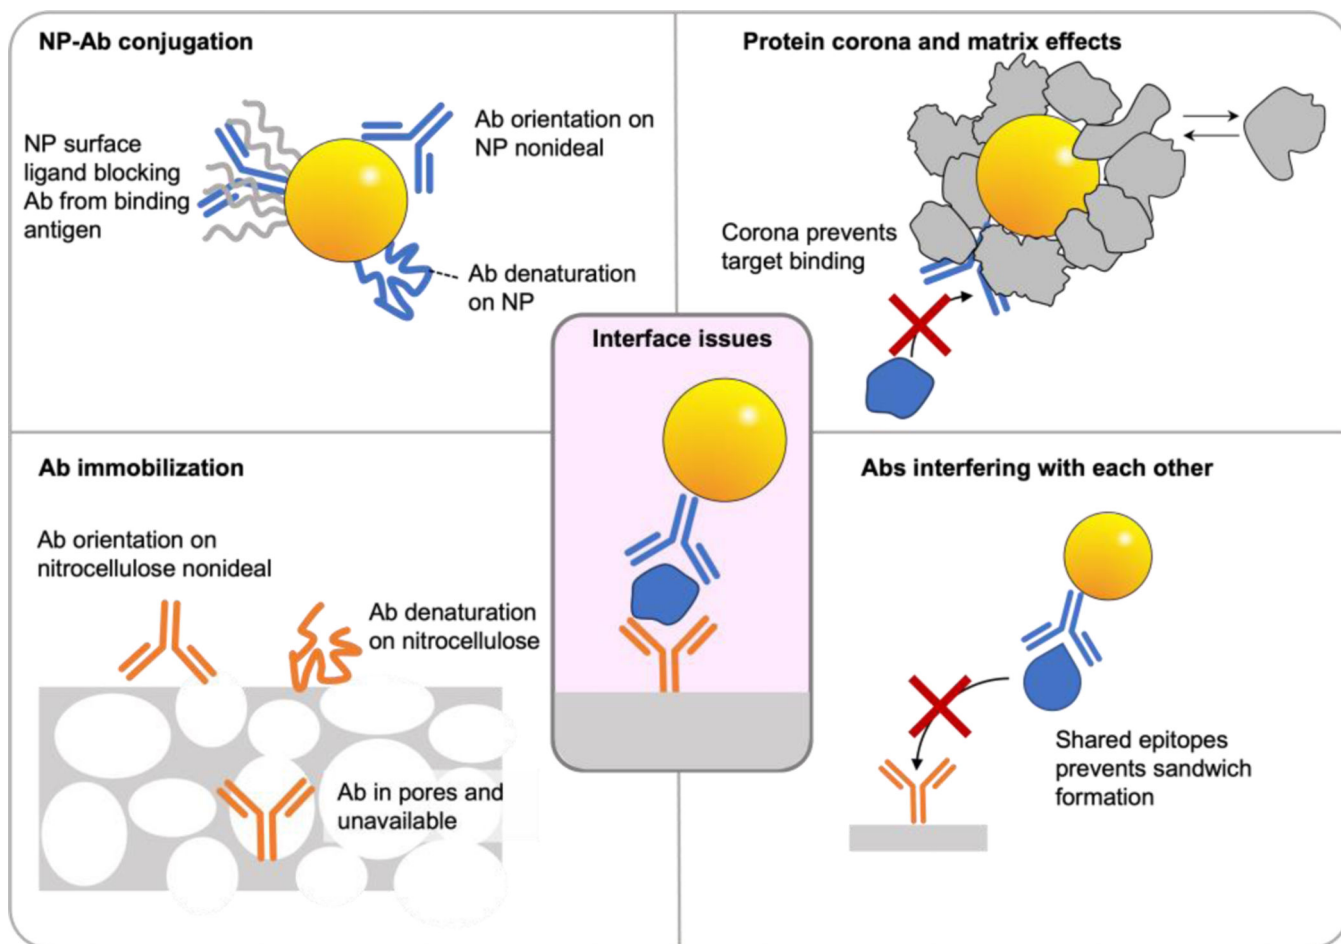 NP-Ab conjugation
NP surface
ligand blocking
Ab from binding
antigen
Ab orientation on
NP nonideal
Ab denaturation
on NP
Protein corona and matrix effects
Corona prevents
target binding
Interface issues
Ab immobilization
Ab orientation on
nitrocellulose nonideal
Ab denaturation
on nitrocellulose
Ab in pores and
unavailable
Abs interfering with each other
Shared epitopes
prevents sandwich
formation